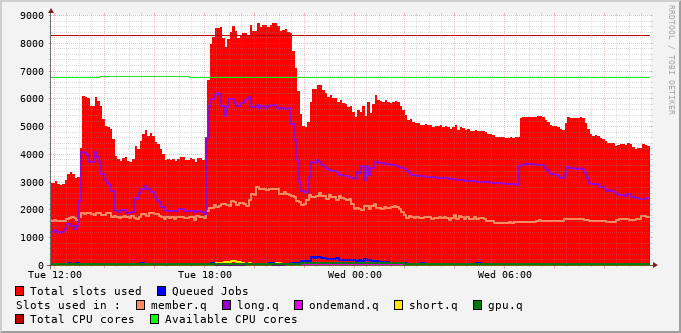 9000
8000
7000
6000
5000
4000
3000
2000
1000
0
Tue 12:00 Tue 18:00 Wed 00:00 Wed 06:00
RRDTOOL / TOBI OETIKER
Total slots used Queued Jobs
Slots used in : member.q long.q ondemand.q short.q gpu.q
Total CPU cores Available CPU cores